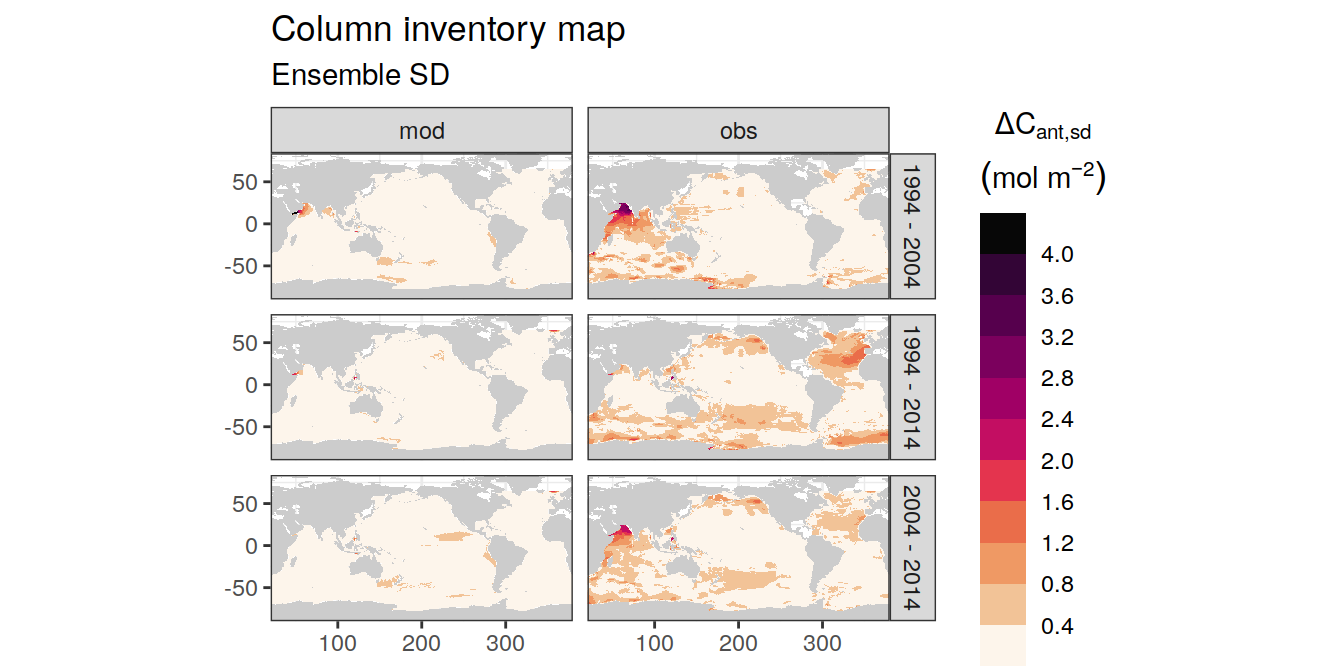 Column inventory map
Ensemble SD
mod
obs
50
0
-50
1994 - 2004
50
0
-50
1994 - 2014
50
0
-50
2004 - 2014
100
200
300
100
200
300
ΔCant,sd
(mol m−2)
4.0
3.6
3.2
2.8
2.4
2.0
1.6
1.2
0.8
0.4